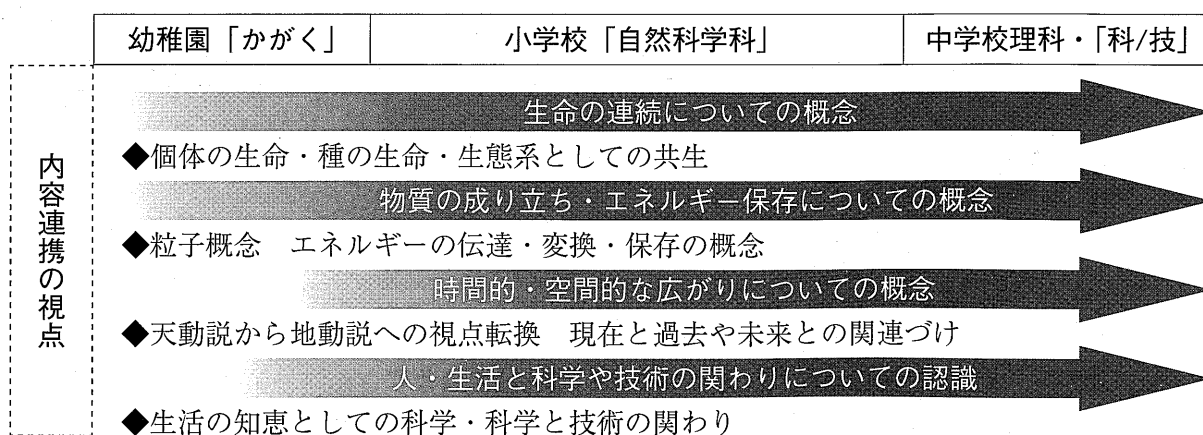 幼稚園「かがく」 小学校「自然科学科」 中学校理科・「科/技」
内容連携の視点
生命の連続についての概念
◆個体の生命・種の生命・生態系としての共生
物質の成り立ち・エネルギー保存についての概念
◆粒子概念　エネルギーの伝達・変換・保存の概念
時間的・空間的な広がりについての概念
◆天動説から地動説への視点転換　現在と過去や未来との関連づけ
人・生活と科学や技術の関わりについての認識
◆生活の知恵としての科学・科学と技術の関わり